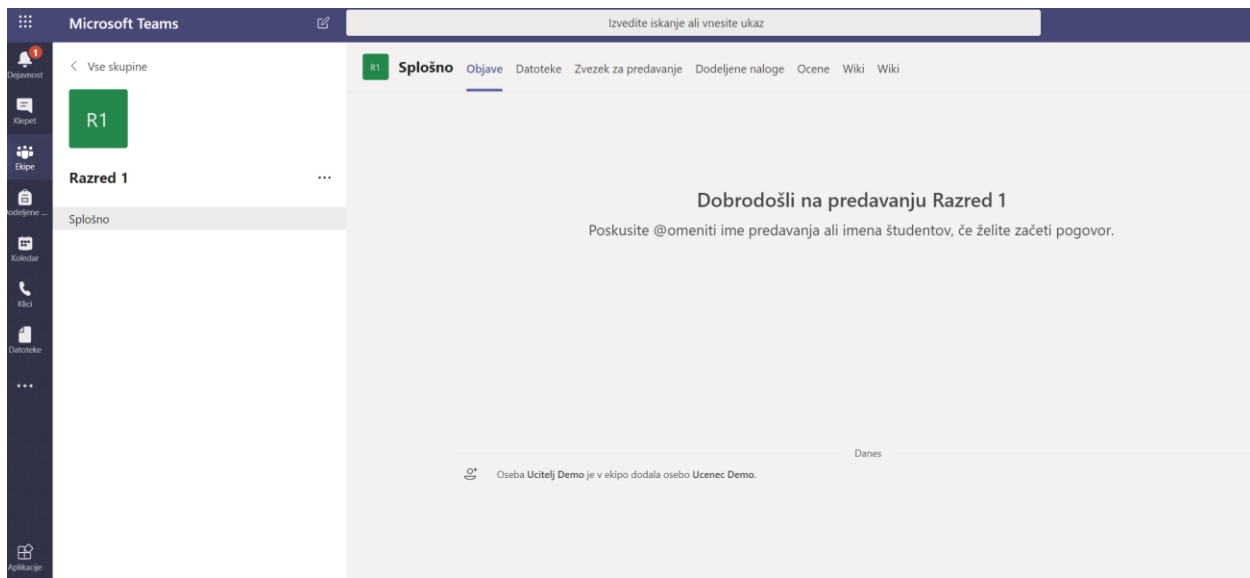 Microsoft Teams
Izvedite iskanje ali vnesite ukaz
1
Dejavnost
Klepet
Ekipe
Dodeljene ...
Koledar
Klici
Datoteke
Aplikacije
Vse skupine
R1
Razred 1
Splošno
R1 Splošno Objave Datoteke Zvezek za predavanje Dodeljene naloge Ocene Wiki Wiki
Dobrodošli na predavanju Razred 1
Poskusite @omeniti ime predavanja ali imena študentov, če želite začeti pogovor.
Danes
Oseba Ucitelj Demo je v ekipo dodala osebo Ucenec Demo.